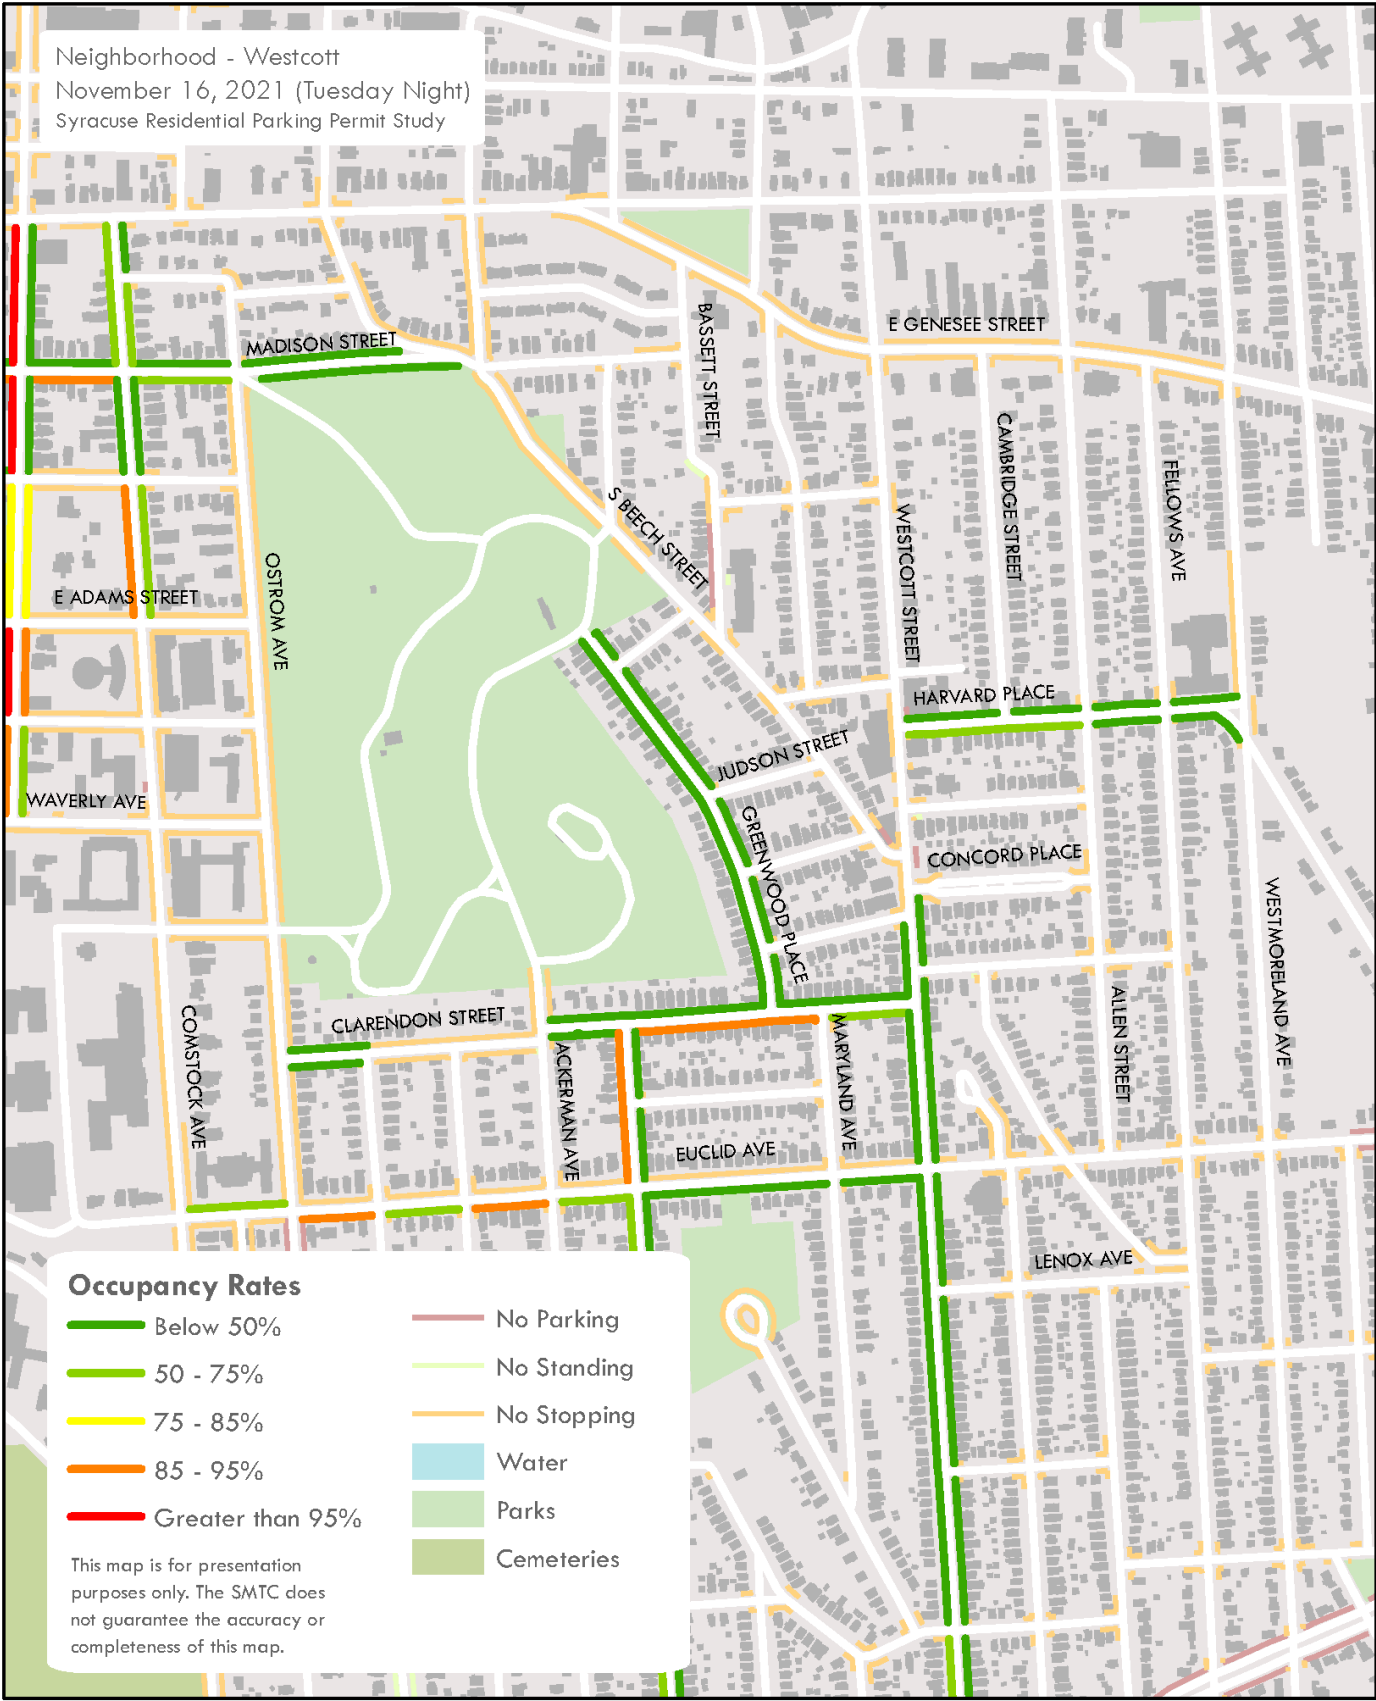 Neighborhood - Westcott
November 16, 2021 (Tuesday Night)
Syracuse Residential Parking Permit Study
E GENESEE STREET
MADISON STREET
BASSETT STREET
CAMBRIDGE STREET
FELLOWS AVE
S BEECH STREET
WESTCOTT STREET
OSTROM AVE
E ADAMS STREET
HARVARD PLACE
JUDSON STREET
WAVERLY AVE
GREENWOOD PLACE
CONCORD PLACE
WESTMORELAND AVE
ALLEN STREET
COMSTOCK AVE
CLARENDON STREET
ACKERMAN AVE
MARYLAND AVE
EUCLID AVE
LENOX AVE
Occupancy Rates
Below 50%
50 - 75%
75 - 85%
85 - 95%
Greater than 95%
No Parking
No Standing
No Stopping
Water
Parks
Cemeteries
This map is for presentation
purposes only. The SMTC does
not guarantee the accuracy or
completeness of this map.